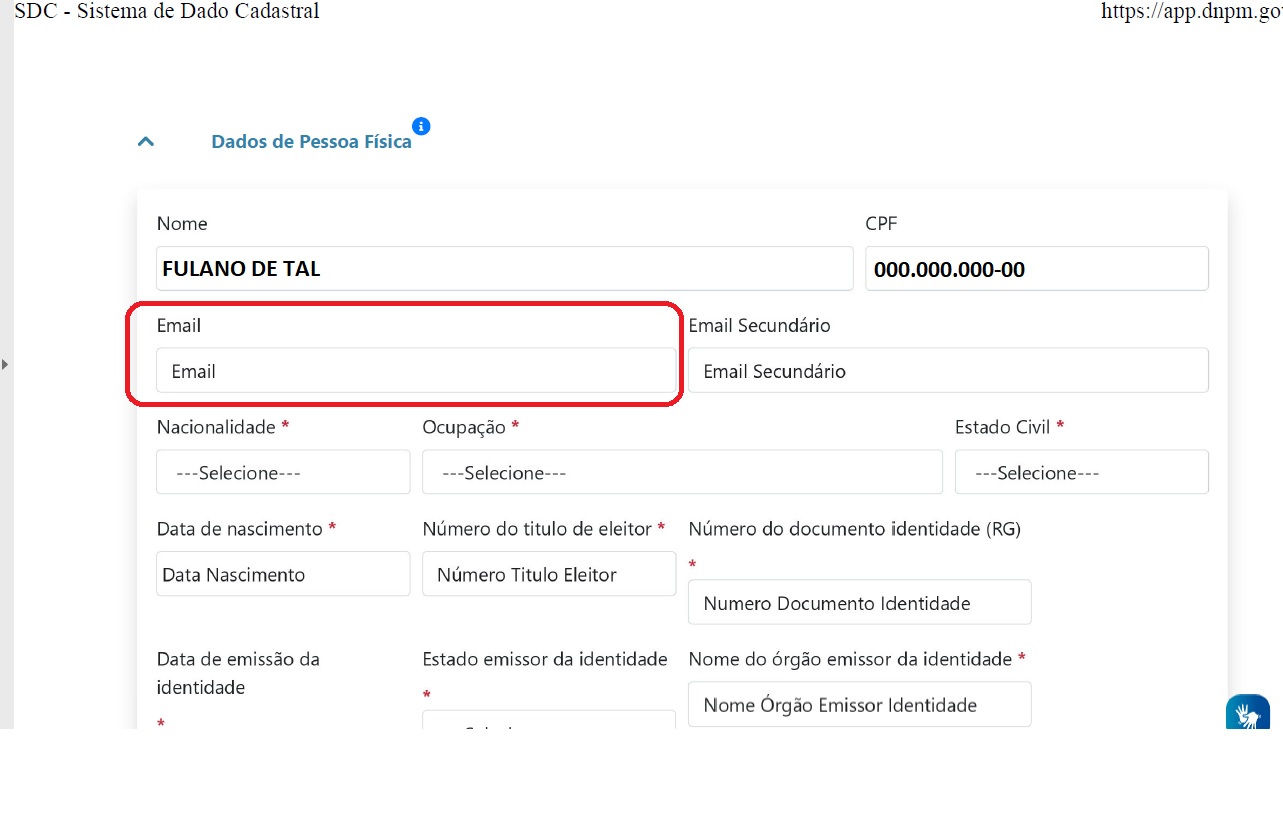 SDC - Sistema de Dado Cadastral https://app.dnpm.go
Dados de Pessoa Física
Nome CPF
FULANO DE TAL 000.000.000-00
Email Email Secundário
Email Email Secundário
Nacionalidade * Ocupação * Estado Civil *
---Selecione--- ---Selecione--- ---Selecione---
Data de nascimento * Número do titulo de eleitor * Número do documento identidade (RG)
*
Data Nascimento Número Titulo Eleitor
Numero Documento Identidade
Data de emissão da Estado emissor da identidade Nome do órgão emissor da identidade *
identidade
* *
Nome Órgão Emissor Identidade